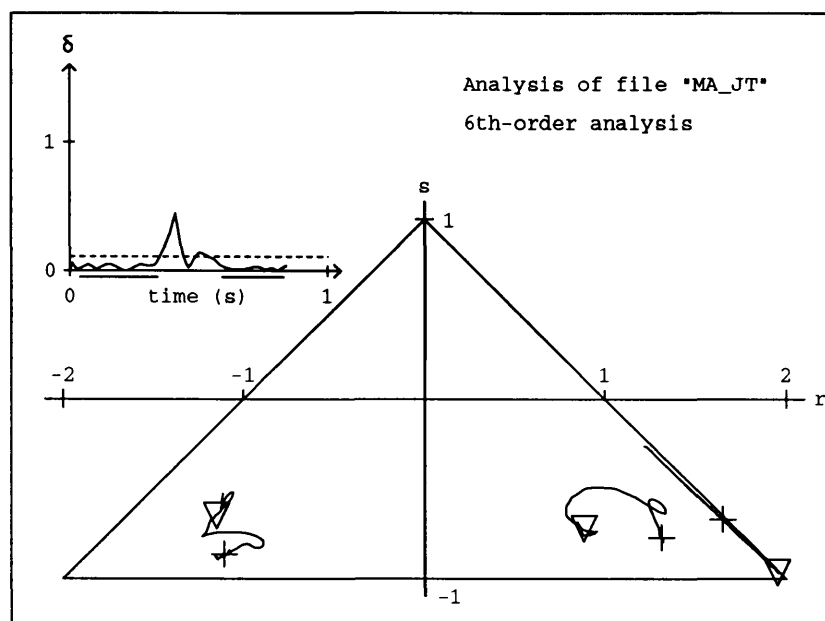 δ
Analysis of file "MA_JT"
6th-order analysis
1
s
1
0
0
time (s)
1
-2
-1
1
2
r
-1